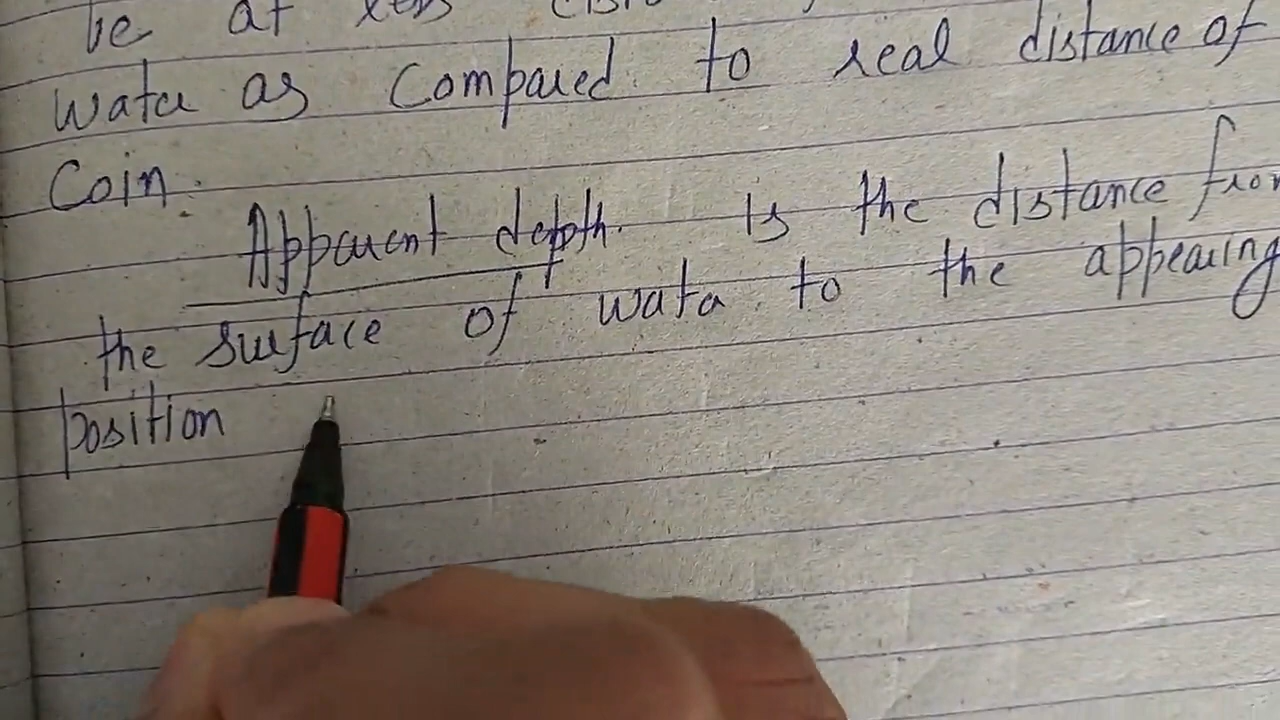 be at less
water as compared to real distance of
Coin.
Apparent depth. Is the distance from
the surface of water to the appearing
position